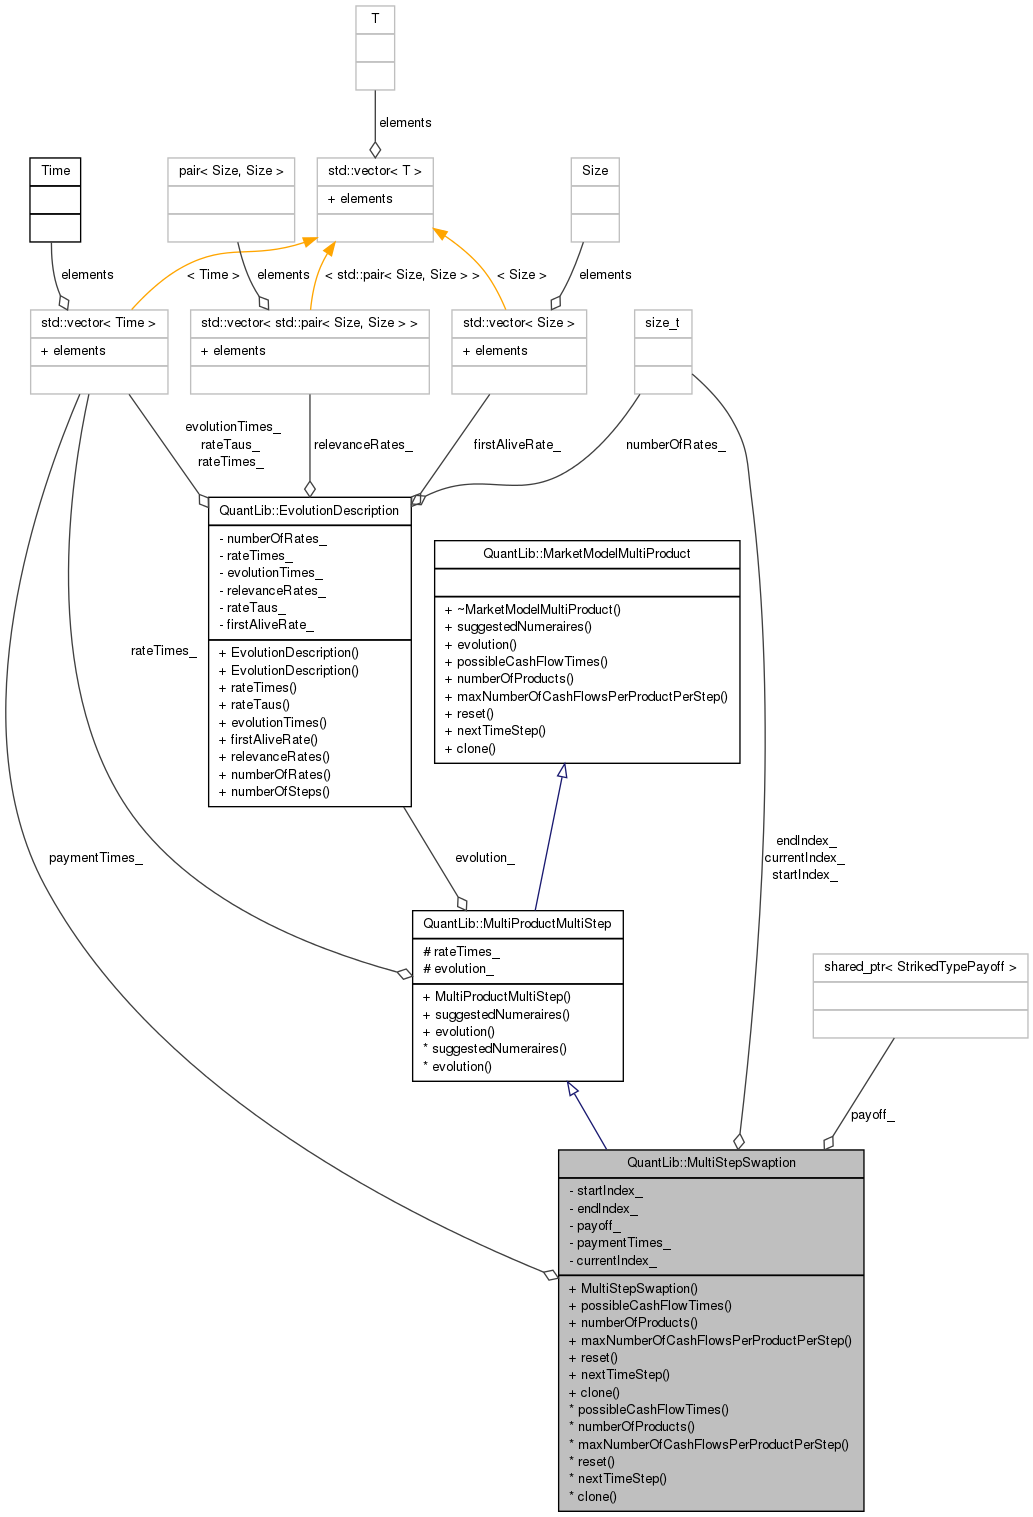 T
elements
Time
pair< Size, Size >
std::vector< T >
+ elements
Size
elements
< Time >
elements
< std::pair< Size, Size > >
< Size >
elements
std::vector< Time >
+ elements
std::vector< std::pair< Size, Size > >
+ elements
std::vector< Size >
+ elements
size_t
evolutionTimes_
rateTaus_
rateTimes_
relevanceRates_
firstAliveRate_
numberOfRates_
QuantLib::EvolutionDescription
- numberOfRates_
- rateTimes_
- evolutionTimes_
- relevanceRates_
- rateTaus_
- firstAliveRate_
+ EvolutionDescription()
+ EvolutionDescription()
+ rateTimes()
+ rateTaus()
+ evolutionTimes()
+ firstAliveRate()
+ relevanceRates()
+ numberOfRates()
+ numberOfSteps()
QuantLib::MarketModelMultiProduct
+ ~MarketModelMultiProduct()
+ suggestedNumeraires()
+ evolution()
+ possibleCashFlowTimes()
+ numberOfProducts()
+ maxNumberOfCashFlowsPerProductPerStep()
+ reset()
+ nextTimeStep()
+ clone()
rateTimes_
paymentTimes_
evolution_
endIndex_
currentIndex_
startIndex_
QuantLib::MultiProductMultiStep
# rateTimes_
# evolution_
+ MultiProductMultiStep()
+ suggestedNumeraires()
+ evolution()
* suggestedNumeraires()
* evolution()
shared_ptr< StrikedTypePayoff >
payoff_
QuantLib::MultiStepSwaption
- startIndex_
- endIndex_
- payoff_
- paymentTimes_
- currentIndex_
+ MultiStepSwaption()
+ possibleCashFlowTimes()
+ numberOfProducts()
+ maxNumberOfCashFlowsPerProductPerStep()
+ reset()
+ nextTimeStep()
+ clone()
* possibleCashFlowTimes()
* numberOfProducts()
* maxNumberOfCashFlowsPerProductPerStep()
* reset()
* nextTimeStep()
* clone()